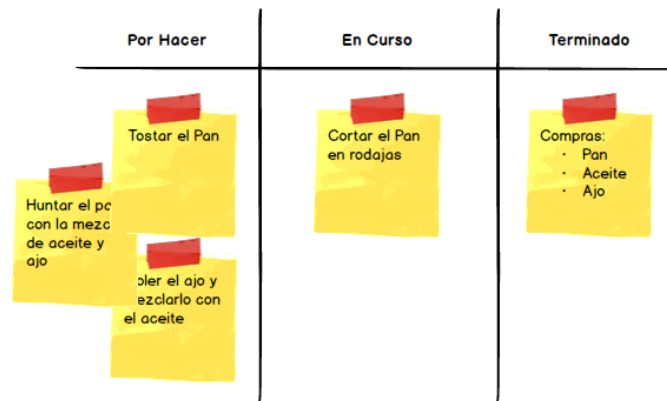 Por Hacer
En Curso
Terminado
Tostar el Pan
Huntar el
con la
de aceite y
ajo
el ajo y
el aceite
Cortar el Pan
en rodajas
Compras:
· Pan
· Aceite
· Ajo